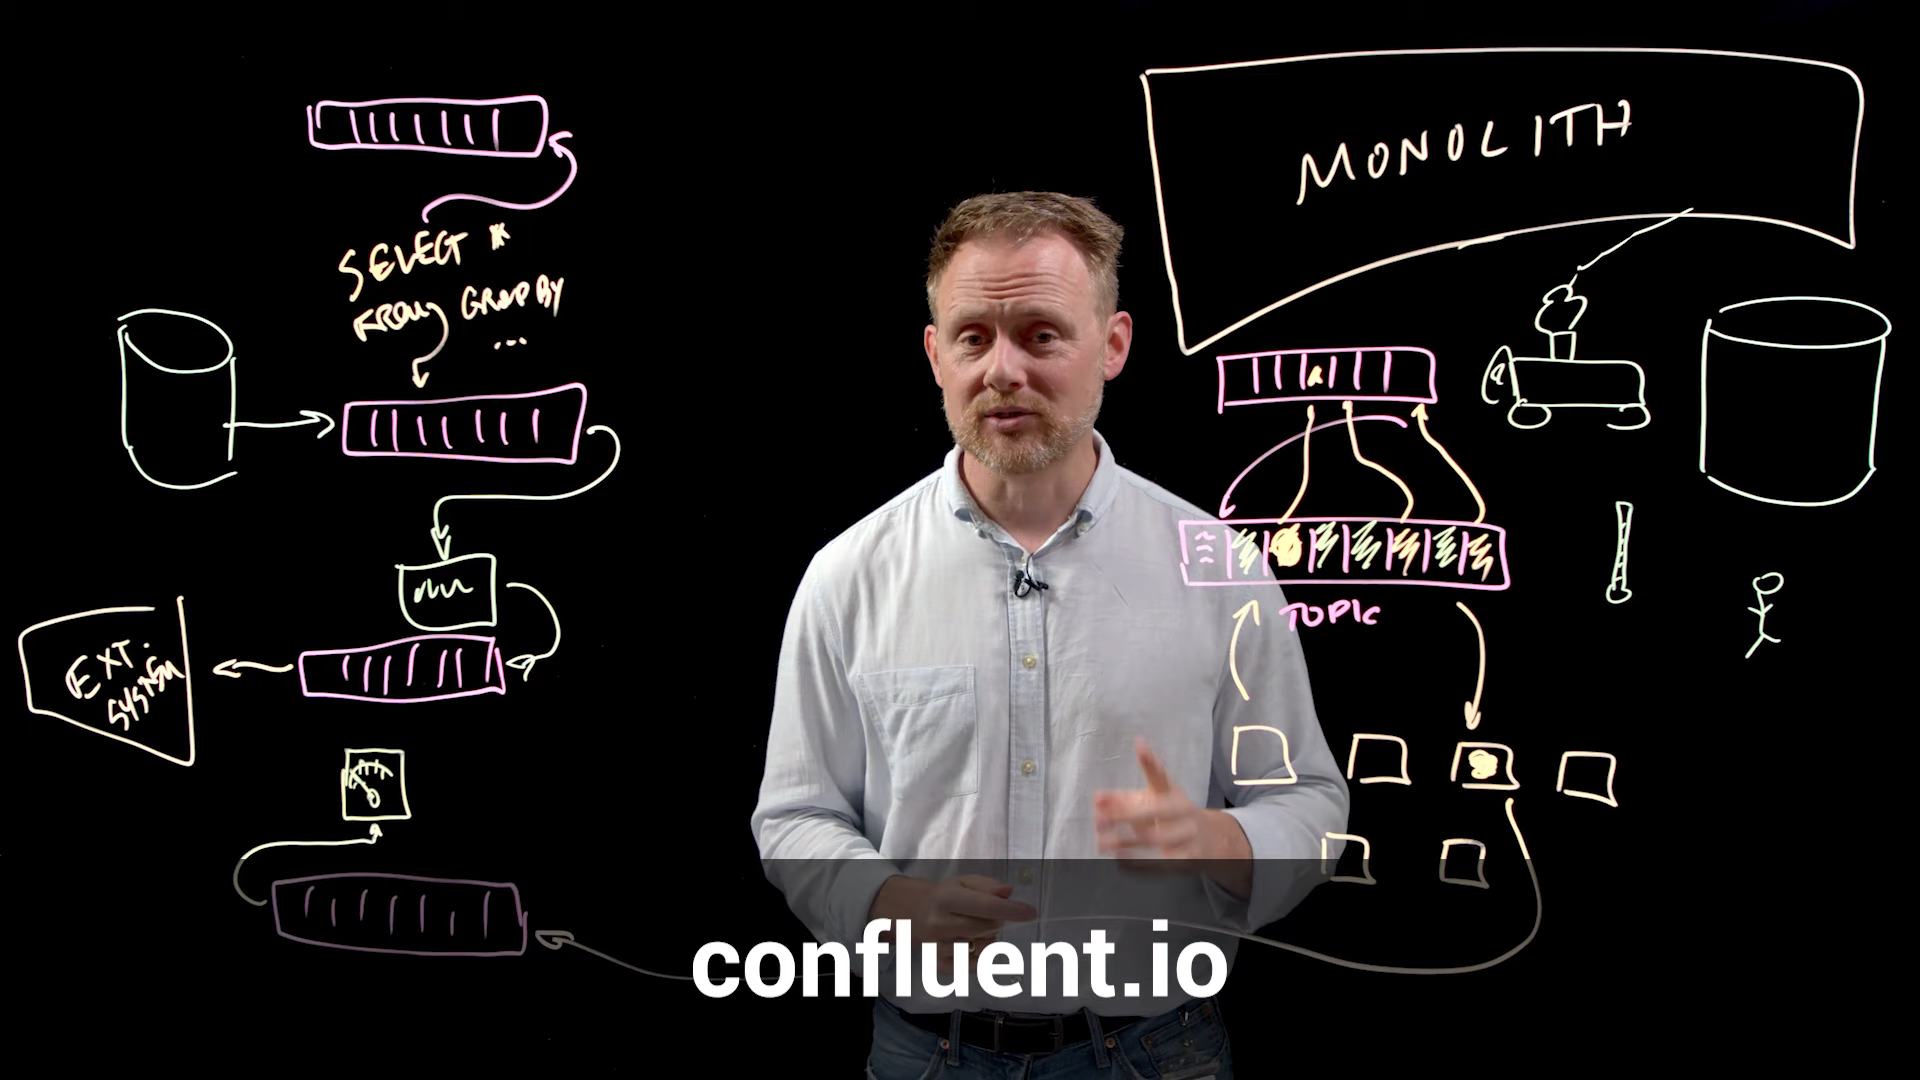 SELECT *
FROM GROUP BY
...
EXT.
SYSTEM
MONOLITH
TOPIC
confluent.io